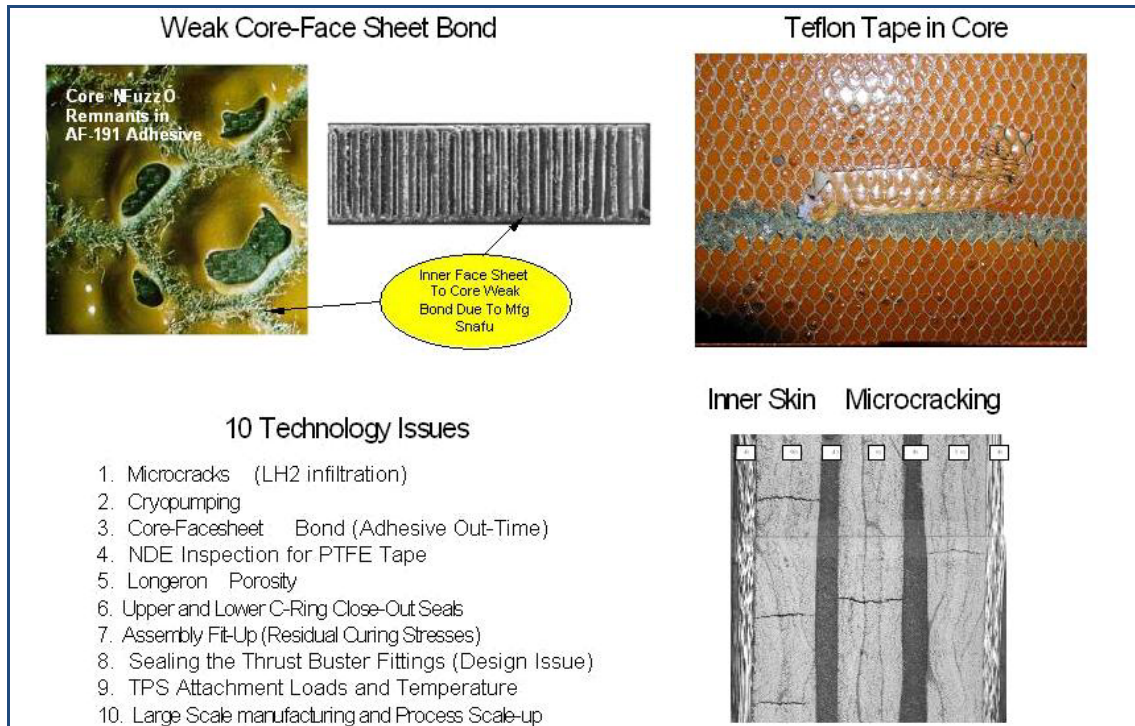 Weak Core-Face Sheet Bond
Teflon Tape in Core
Core ŅFuzzÓ
Remnants in
AF-191 Adhesive
Inner Face Sheet
To Core Weak
Bond Due To Mfg
Snafu
10 Technology Issues
1. Microcracks (LH2 infiltration)
2. Cryopumping
3. Core-Facesheet Bond (Adhesive Out-Time)
4. NDE Inspection for PTFE Tape
5. Longeron Porosity
6. Upper and Lower C-Ring Close-Out Seals
7. Assembly Fit-Up (Residual Curing Stresses)
8. Sealing the Thrust Buster Fittings (Design Issue)
9. TPS Attachment Loads and Temperature
10. Large Scale manufacturing and Process Scale-up
Inner Skin Microcracking